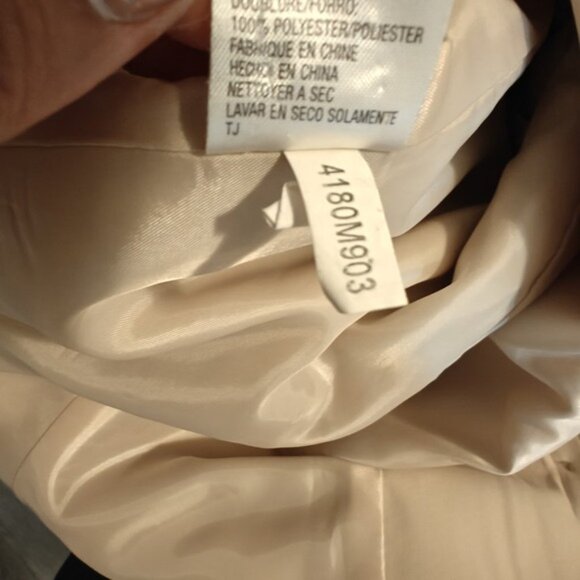 DOUBLURE/FORRO:
100% POLYESTER/POLIESTER
FABRIQUE EN CHINE
HECHO EN CHINA
NETTOYER A SEC
LAVAR EN SECO SOLAMENTE
TJ
4180M903